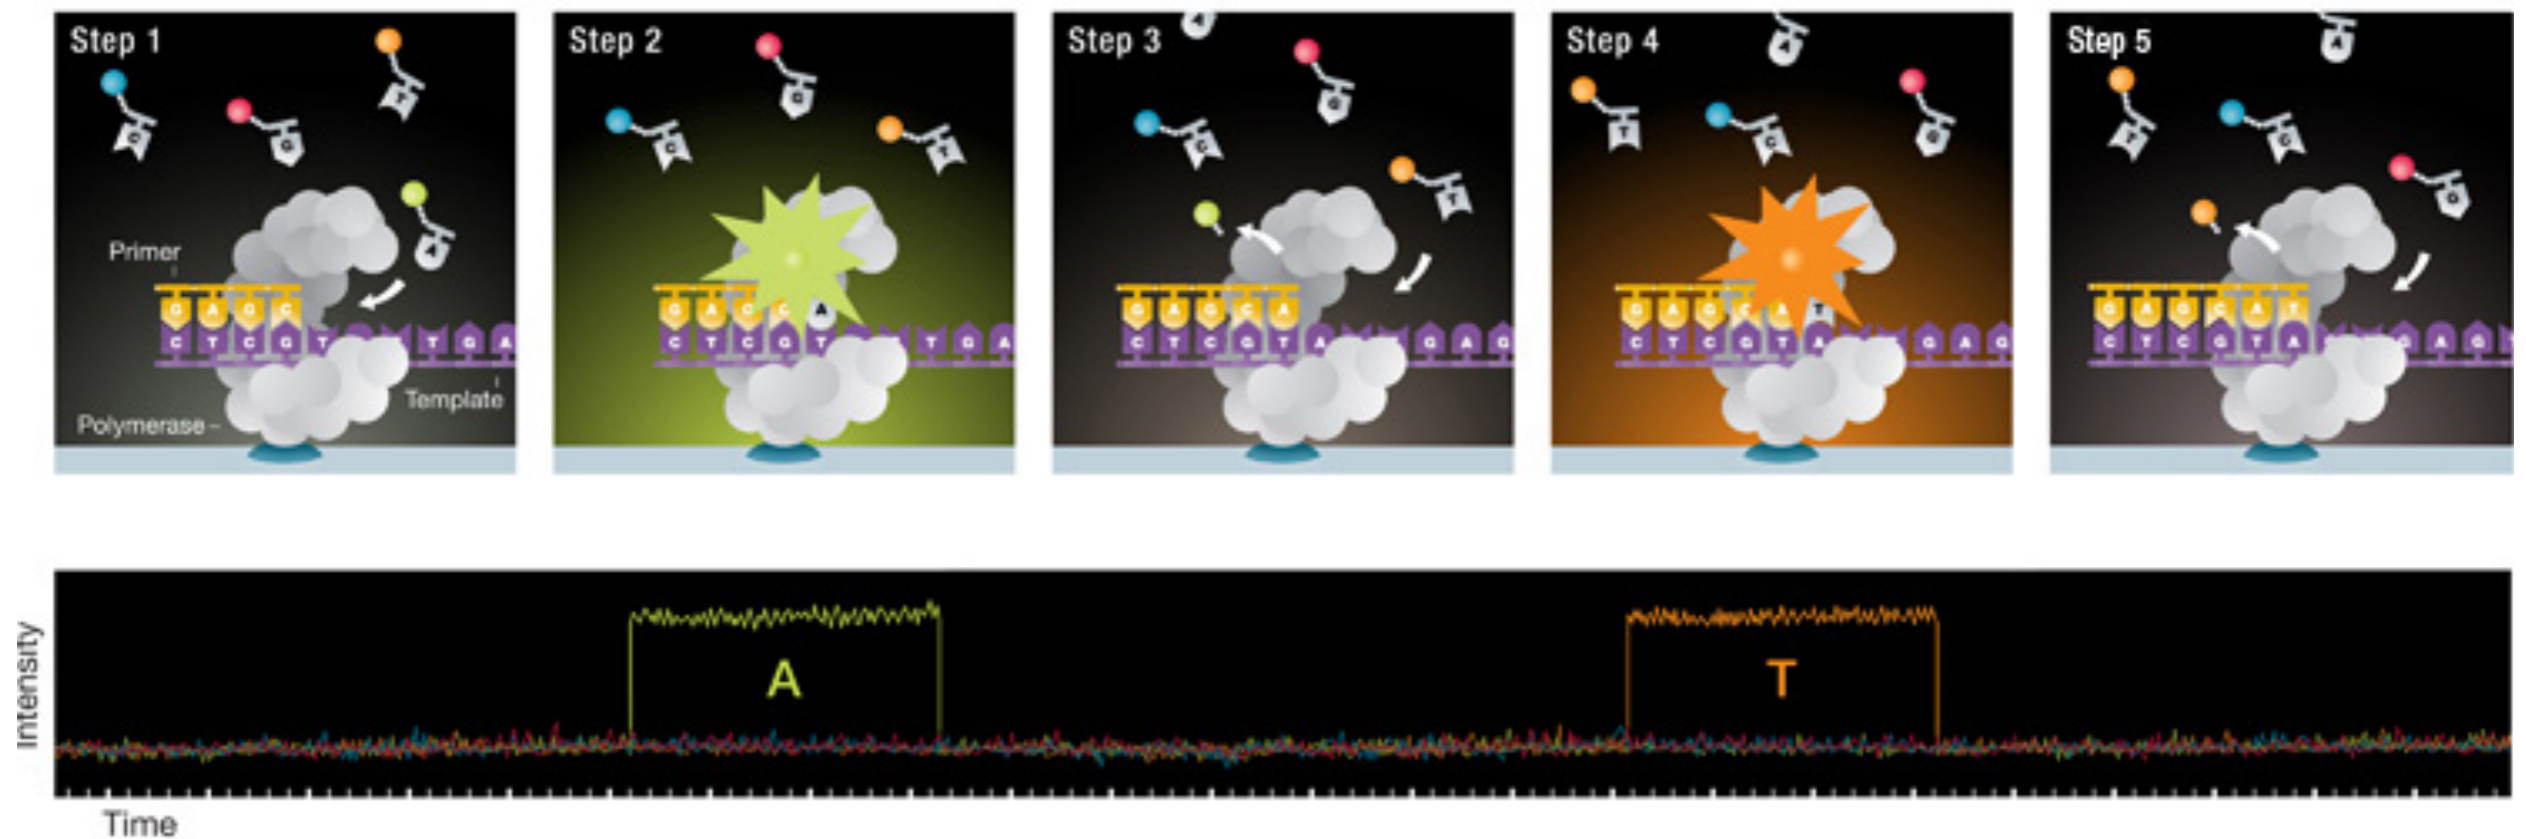 Step 1
T
C
G
A
Primer
G A G C
C T C G T T G A
Template
Polymerase
Step 2
G
C
T
G A G C A
C T C G T T G A
Step 3
A
G
C
T
G A G C A
C T C G T A G A G
Step 4
A
T
C
G
G A G C A T
C T C G T A G A G
Step 5
A
T
C
G
G A G C A T
C T C G T A G A G
Intensity
A
T
Time